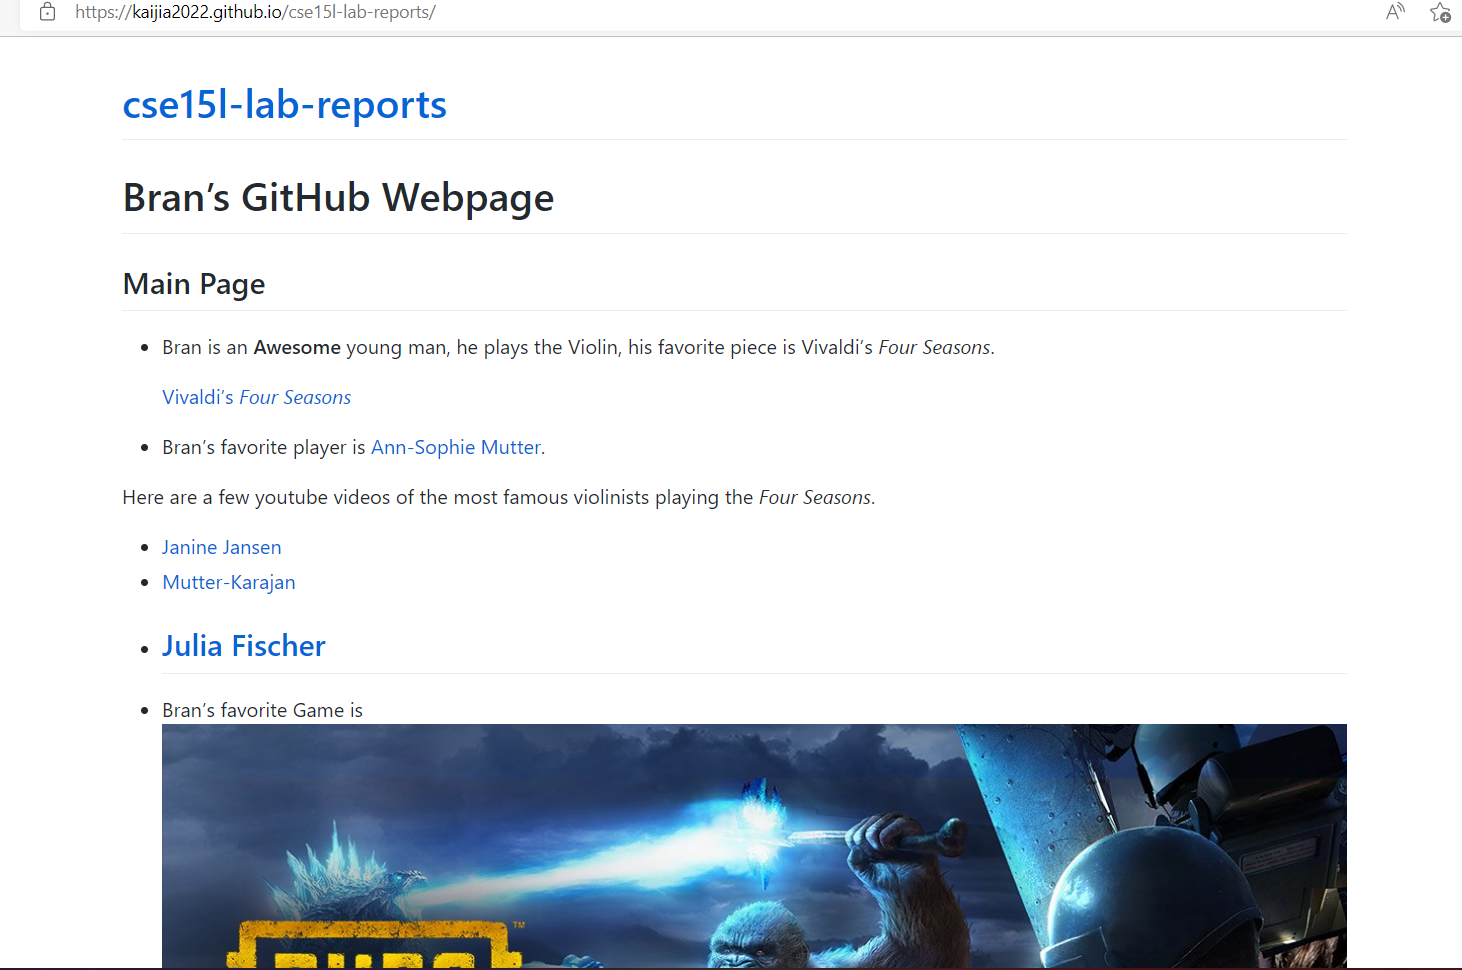 https://kaijia2022.github.io/cse15l-lab-reports/
cse15l-lab-reports
Bran’s GitHub Webpage
Main Page
Bran is an Awesome young man, he plays the Violin, his favorite piece is Vivaldi’s Four Seasons.
Vivaldi’s Four Seasons
Bran’s favorite player is Ann-Sophie Mutter.
Here are a few youtube videos of the most famous violinists playing the Four Seasons.
Janine Jansen
Mutter-Karajan
Julia Fischer
Bran’s favorite Game is